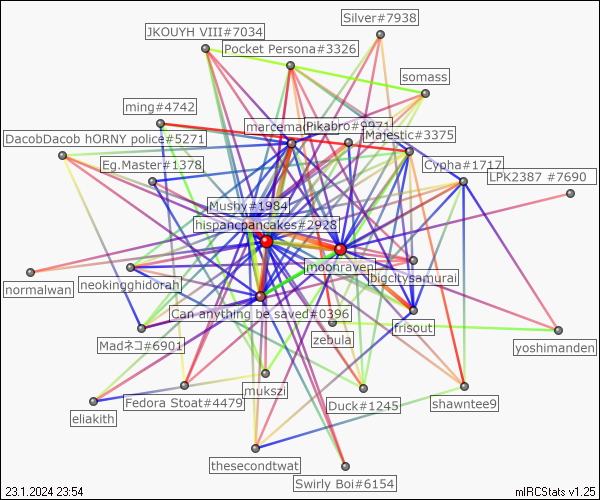 Silver#7938
JKOUYH VIII#7034
Pocket Persona#3326
somass
ming#4742
marcema
Pikabro#9971
Majestic#3375
DacobDacob hORNY police#5271
Eg.Master#1378
Cypha#1717
LPK2387 #7690
Mushy#1984
hispancpancakes#2928
moonraven
bigcitysamurai
normalwan
neokingghidorah
Can anything be saved#0396
frisout
zebula
yoshimanden
Madネコ#6901
mukszi
Fedora Stoat#4479
Duck#1245
shawntee9
eliakith
thesecondtwat
Swirly Boi#6154
23.1.2024 23:54
mIRCStats v1.25